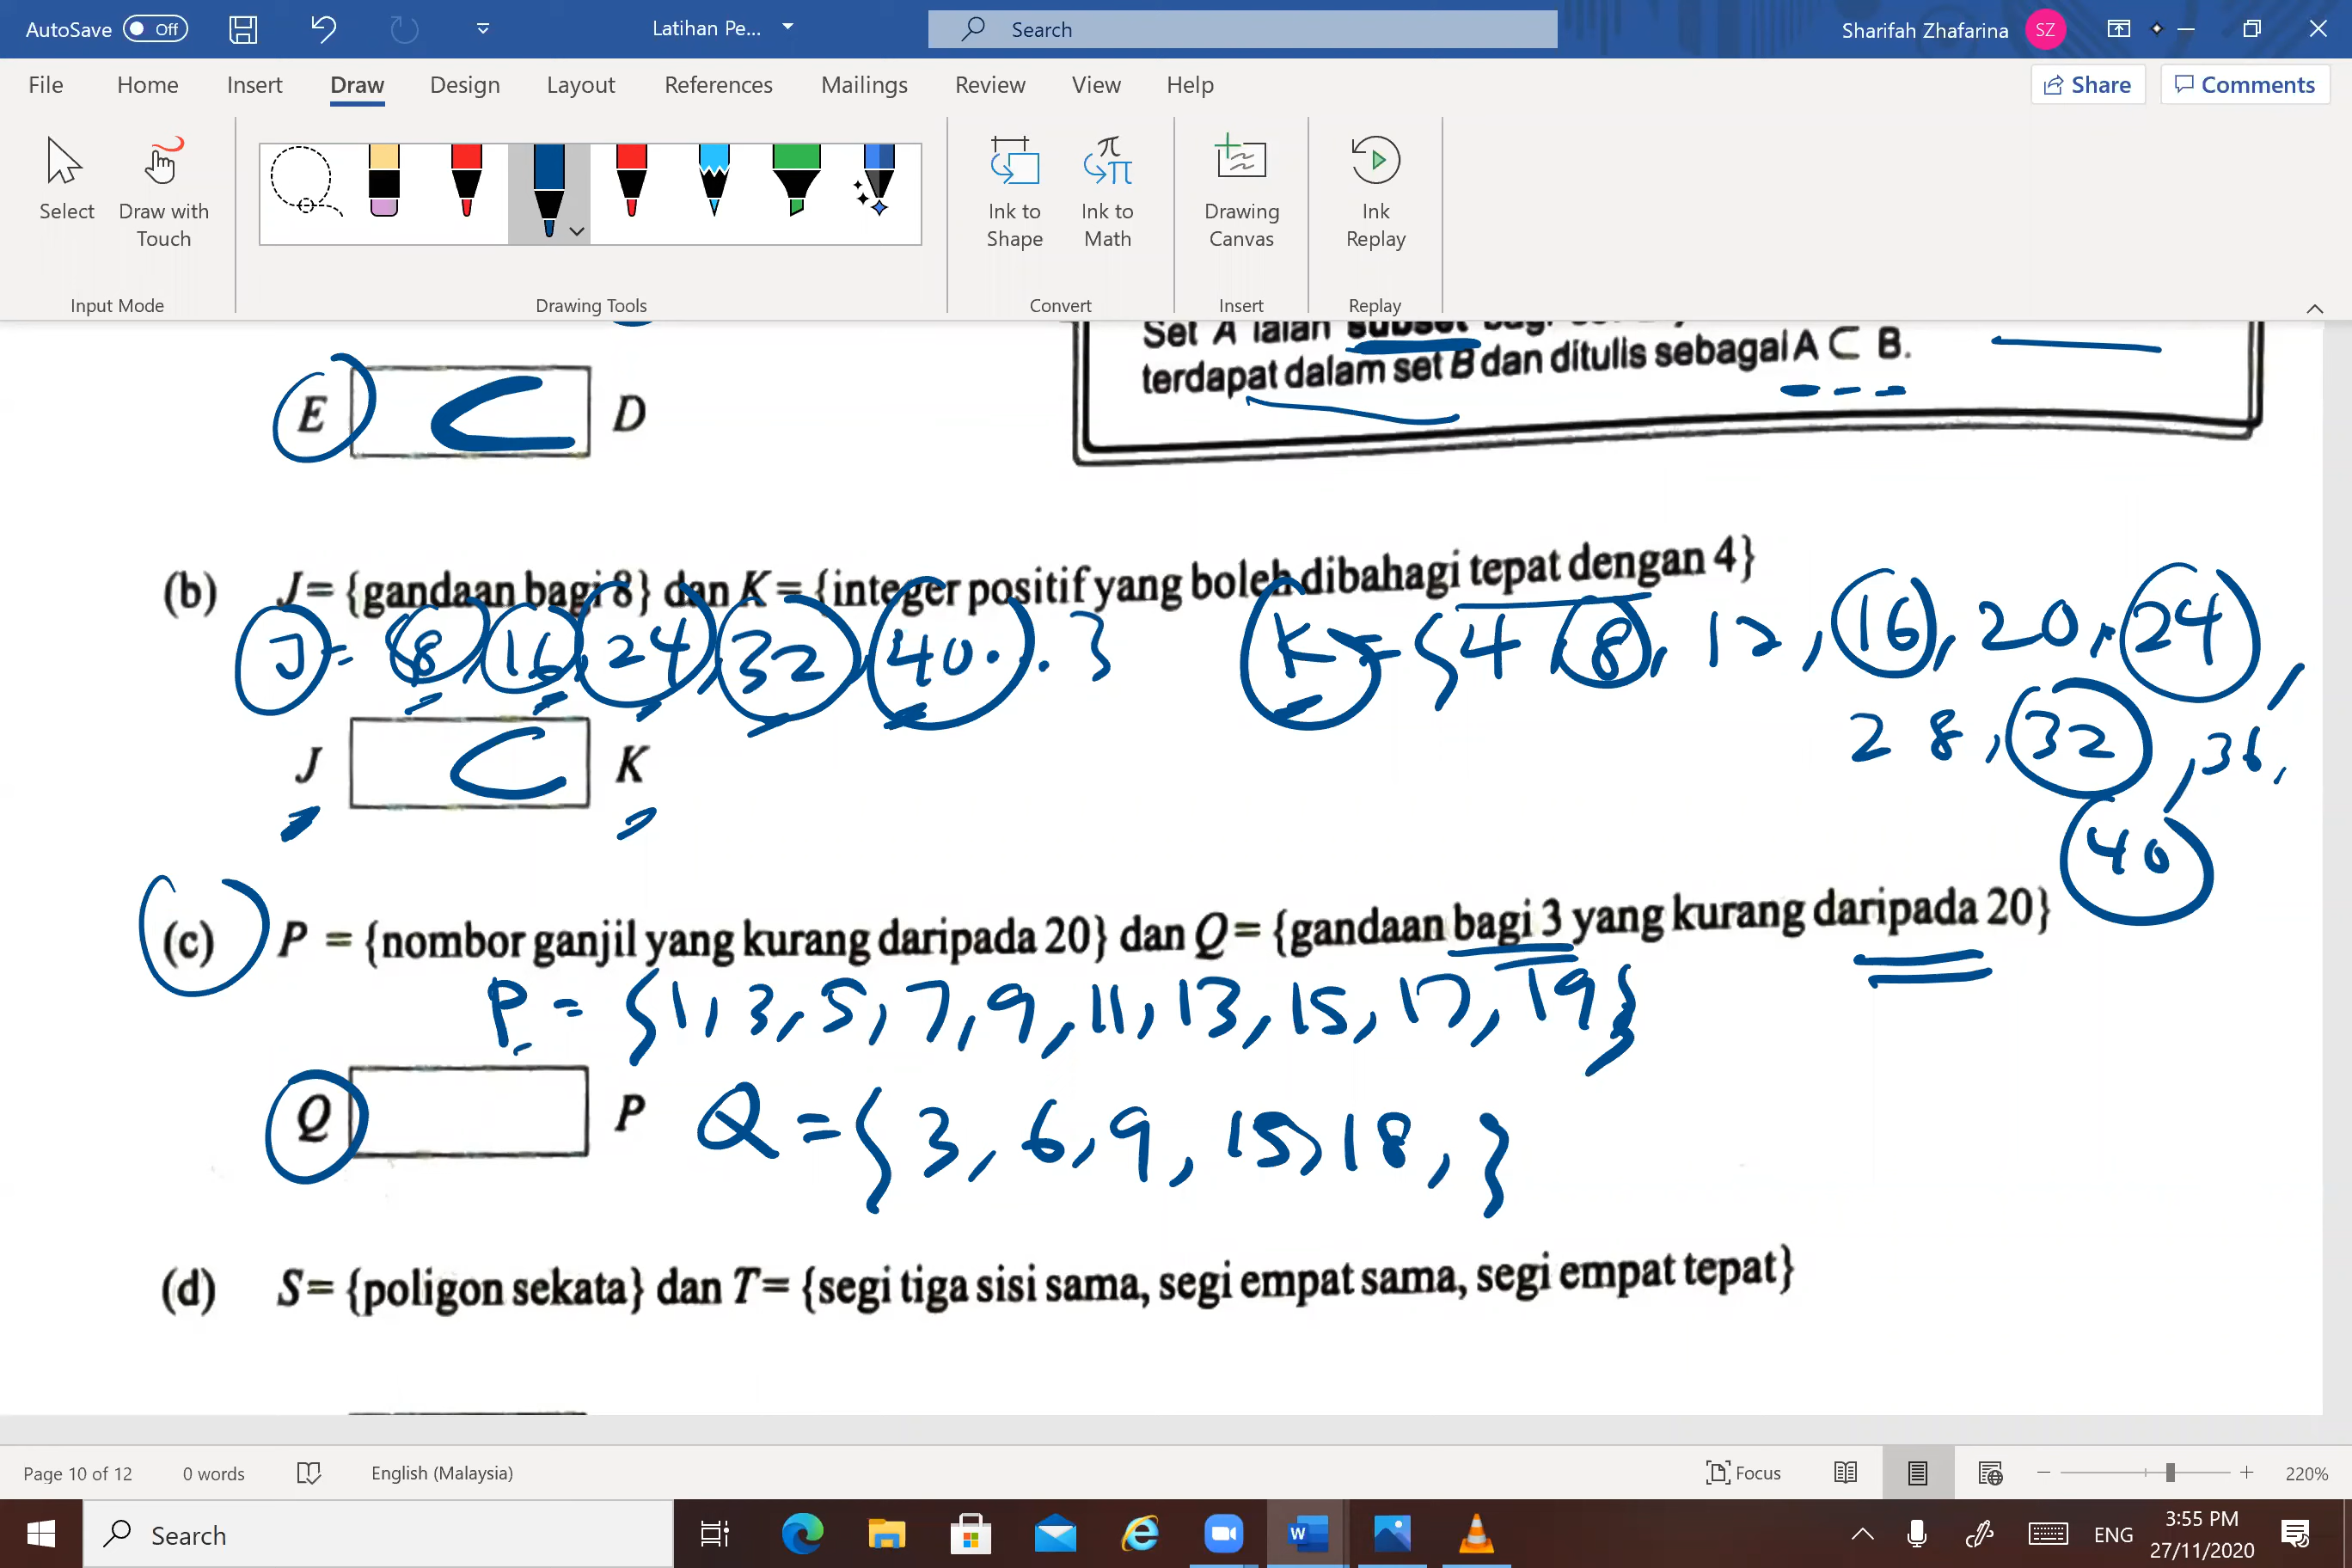 AutoSave Off Latihan Pe... Search Sharifah Zhafarina SZ
File Home Insert Draw Design Layout References Mailings Review View Help Share Comments
Select Draw with Touch Ink to Shape Ink to Math Drawing Canvas Ink Replay
Input Mode Drawing Tools Convert Insert Replay
Set A ialah subset bagi
terdapat dalam set B dan ditulis sebagai A ⊂ B.
E ⊂ D
(b) J = {gandaan bagi 8} dan K = {integer positif yang boleh dibahagi tepat dengan 4}
J = {8, 16, 24, 32, 40 . . } K = {4, 8, 12, 16, 20, 24,
28, 32, 36,
40
J ⊂ K
(c) P = {nombor ganjil yang kurang daripada 20} dan Q = {gandaan bagi 3 yang kurang daripada 20}
P = {1, 3, 5, 7, 9, 11, 13, 15, 17, 19}
Q P Q = { 3, 6, 9, 15, 18, }
(d) S = {poligon sekata} dan T = {segi tiga sisi sama, segi empat sama, segi empat tepat}
Page 10 of 12 0 words English (Malaysia) Focus 220%
Search ENG 3:55 PM
27/11/2020